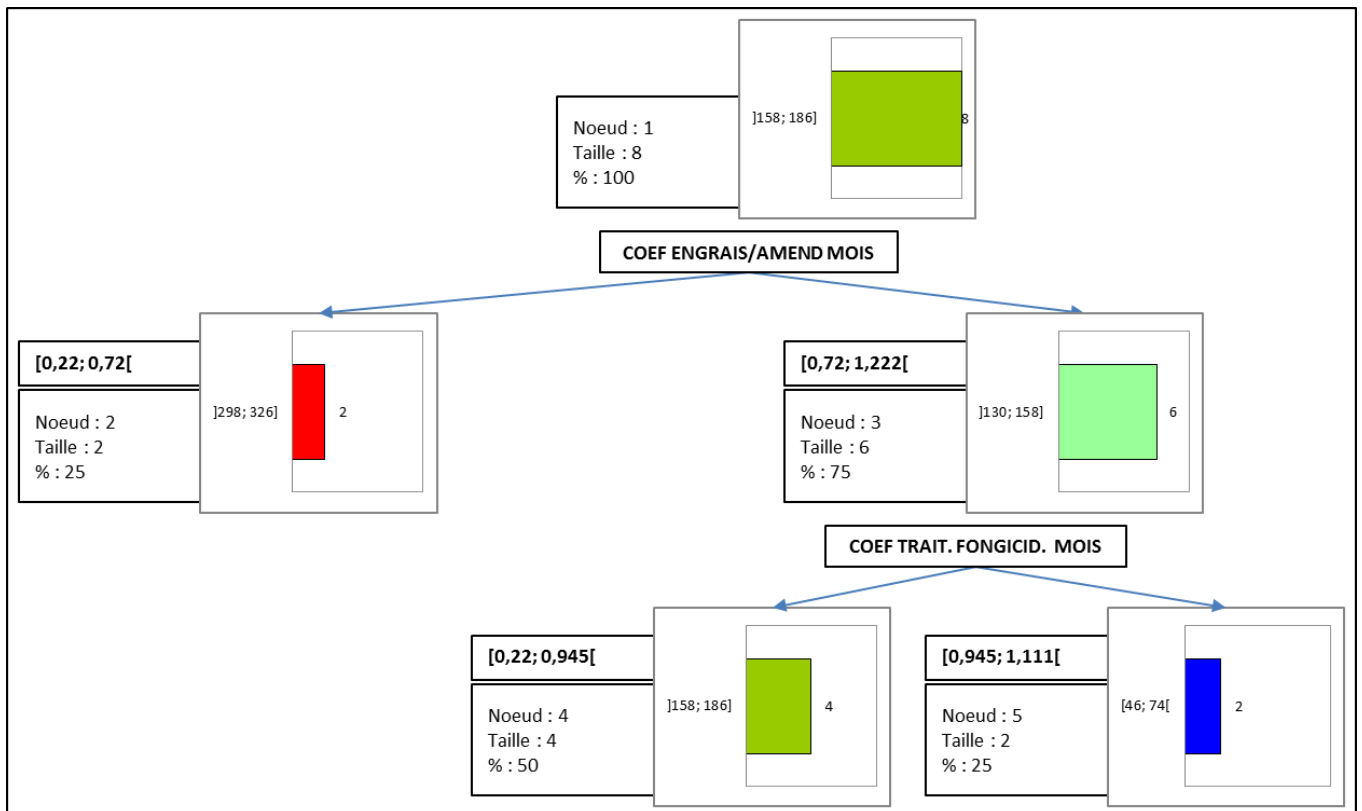 ]158; 186]
8
Noeud : 1
Taille : 8
% : 100
COEF ENGRAIS/AMEND MOIS
[0,22; 0,72[
]298; 326]
2
Noeud : 2
Taille : 2
% : 25
[0,72; 1,222[
]130; 158]
6
Noeud : 3
Taille : 6
% : 75
COEF TRAIT. FONGICID. MOIS
[0,22; 0,945[
]158; 186]
4
Noeud : 4
Taille : 4
% : 50
[0,945; 1,111[
[46; 74[
2
Noeud : 5
Taille : 2
% : 25